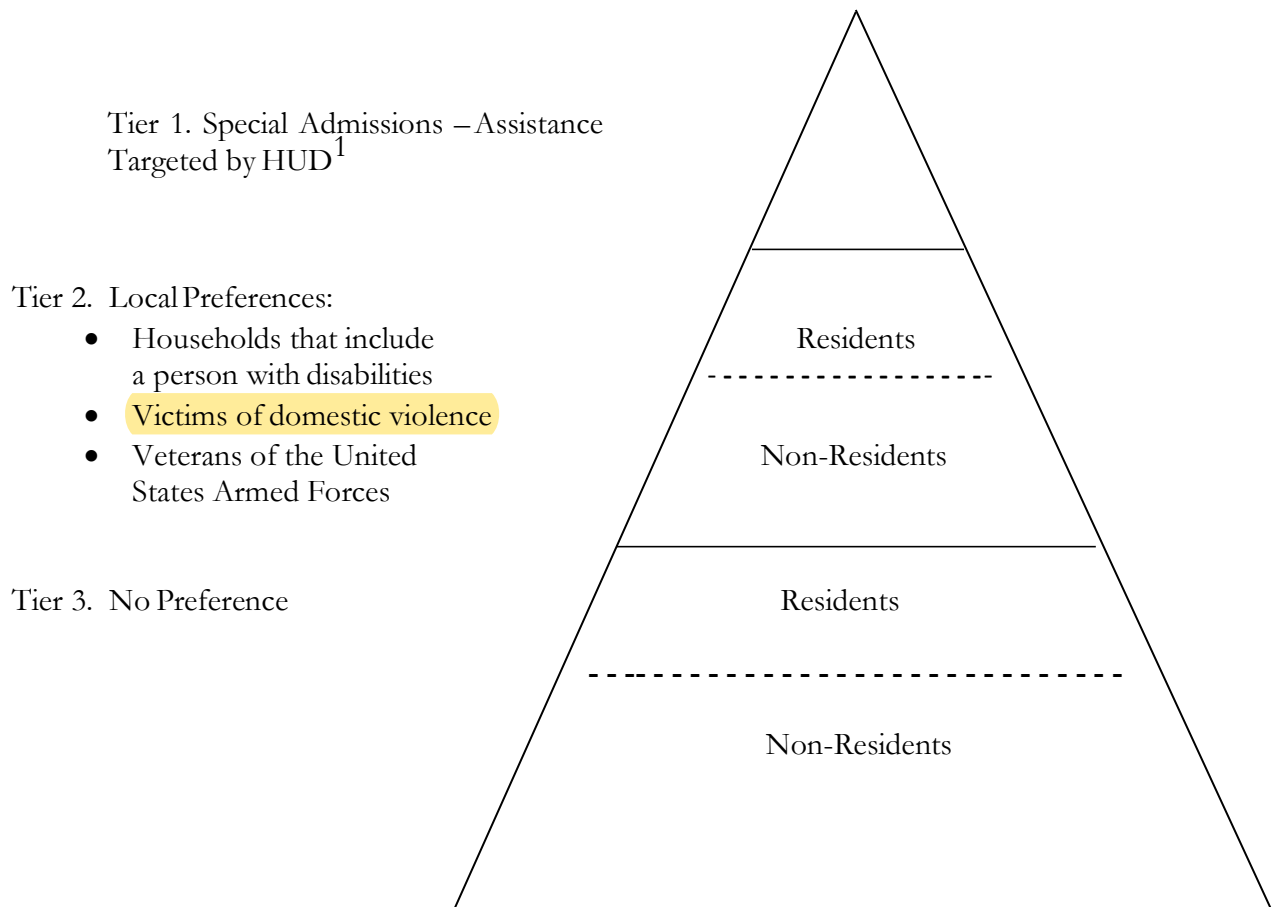 Tier 1. Special Admissions – Assistance
Targeted by HUD1
Tier 2. Local Preferences:
• Households that include
a person with disabilities
• Victims of domestic violence
• Veterans of the United
States Armed Forces
Residents
Non-Residents
Tier 3. No Preference
Residents
Non-Residents